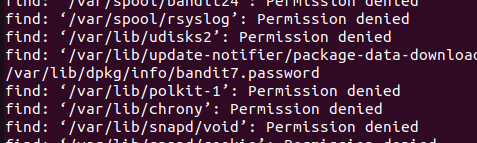 find: ‘/var/spool/bandit24’: Permission denied
find: ‘/var/spool/rsyslog’: Permission denied
find: ‘/var/lib/udisks2’: Permission denied
find: ‘/var/lib/update-notifier/package-data-download
/var/lib/dpkg/info/bandit7.password
find: ‘/var/lib/polkit-1’: Permission denied
find: ‘/var/lib/chrony’: Permission denied
find: ‘/var/lib/snapd/void’: Permission denied
find: ‘/var/lib/snapd/cookie’: Permission denied